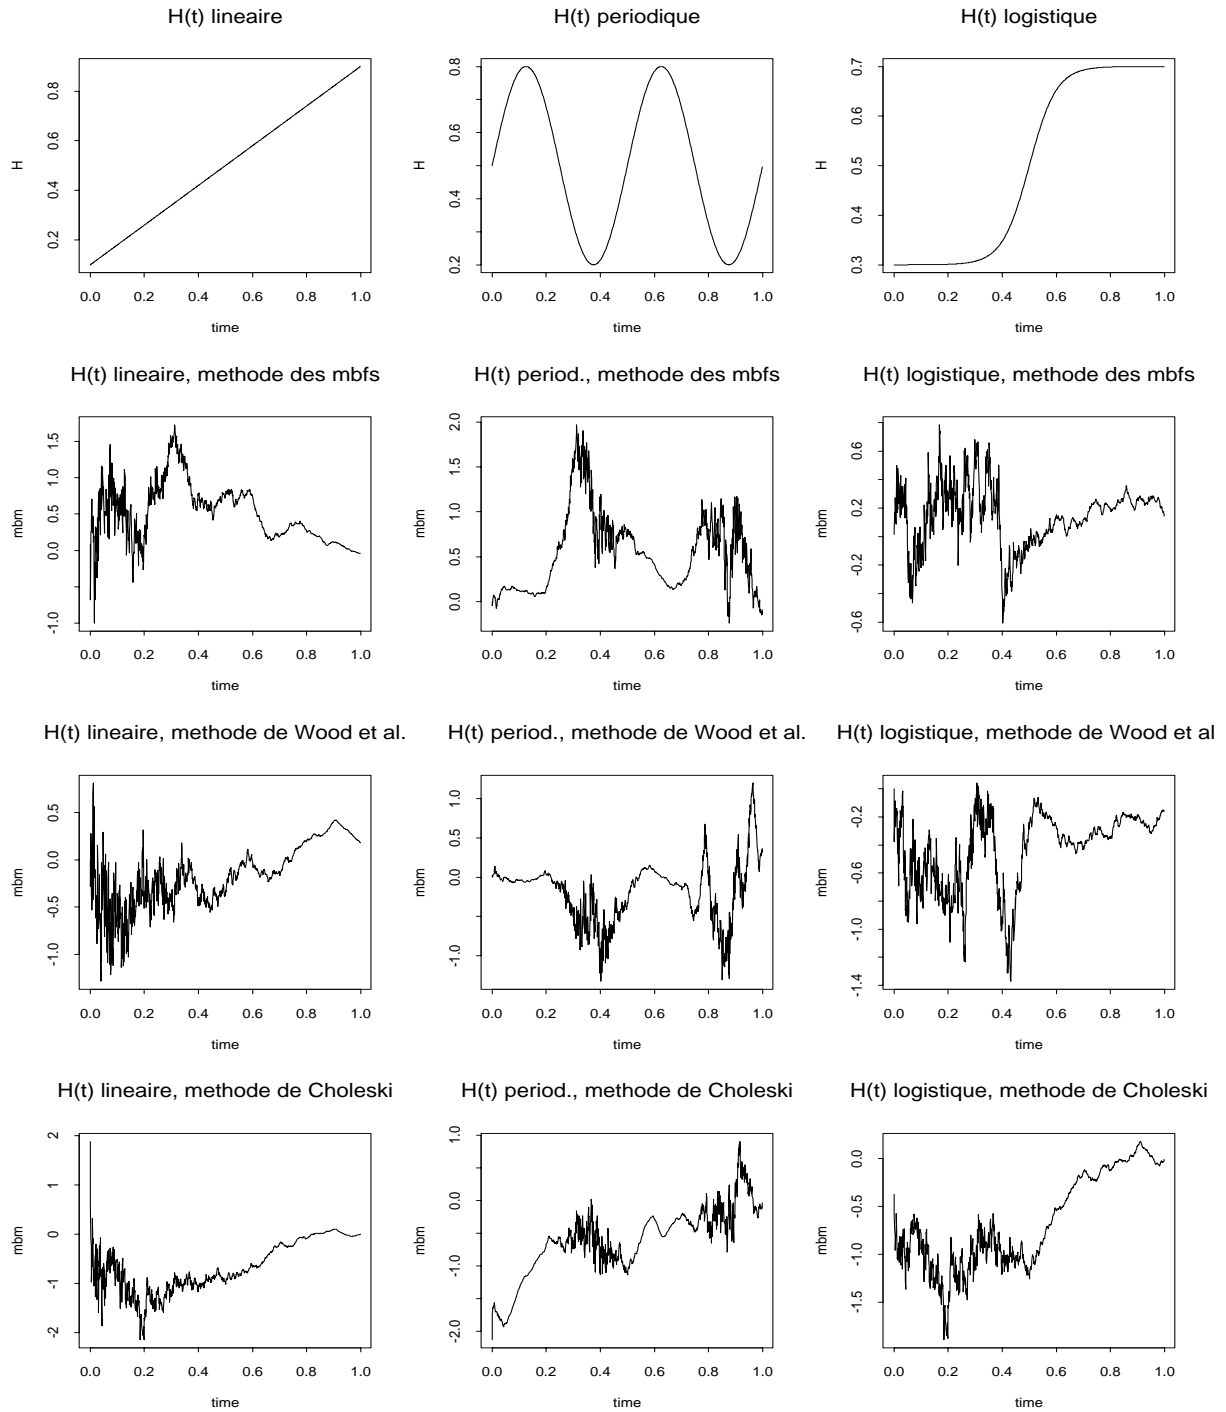 H(t) lineaire
H(t) periodique
H(t) logistique
H
0.2 0.4 0.6 0.8
0.0 0.2 0.4 0.6 0.8 1.0
time
H
0.2 0.4 0.6 0.8
0.0 0.2 0.4 0.6 0.8 1.0
time
H
0.3 0.4 0.5 0.6 0.7
0.0 0.2 0.4 0.6 0.8 1.0
time
H(t) lineaire, methode des mbfs
H(t) period., methode des mbfs
H(t) logistique, methode des mbfs
mbm
-1.0 0.0 0.5 1.0 1.5
0.0 0.2 0.4 0.6 0.8 1.0
time
mbm
0.0 0.5 1.0 1.5 2.0
0.0 0.2 0.4 0.6 0.8 1.0
time
mbm
-0.6 -0.2 0.2 0.6
0.0 0.2 0.4 0.6 0.8 1.0
time
H(t) lineaire, methode de Wood et al.
H(t) period., methode de Wood et al.
H(t) logistique, methode de Wood et al
mbm
-1.0 -0.5 0.0 0.5
0.0 0.2 0.4 0.6 0.8 1.0
time
mbm
-1.0 0.0 0.5 1.0
0.0 0.2 0.4 0.6 0.8 1.0
time
mbm
-1.4 -1.0 -0.6 -0.2
0.0 0.2 0.4 0.6 0.8 1.0
time
H(t) lineaire, methode de Choleski
H(t) period., methode de Choleski
H(t) logistique, methode de Choleski
mbm
-2 -1 0 1 2
0.0 0.2 0.4 0.6 0.8 1.0
time
mbm
-2.0 -1.0 0.0 1.0
0.0 0.2 0.4 0.6 0.8 1.0
time
mbm
-1.5 -1.0 -0.5 0.0
0.0 0.2 0.4 0.6 0.8 1.0
time